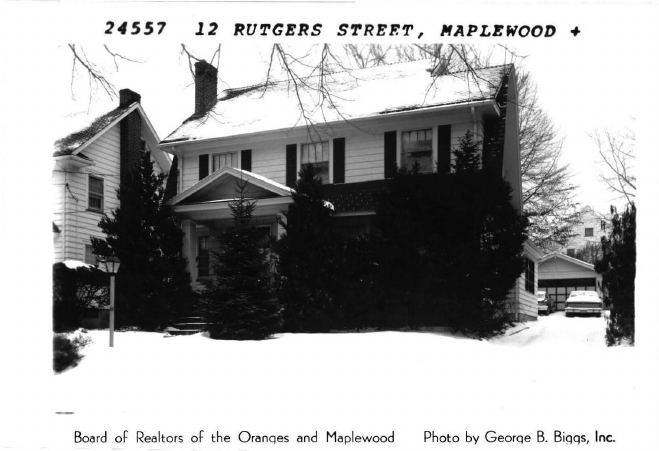 24557 12 RUTGERS STREET, MAPLEWOOD +
Board of Realtors of the Oranges and Maplewood Photo by George B. Biggs, Inc.